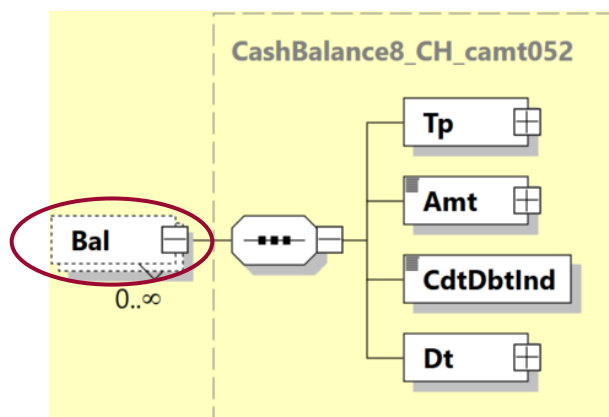 CashBalance8_CH_camt052
Tp
Amt
Bal
0..∞
CdtDbtInd
Dt